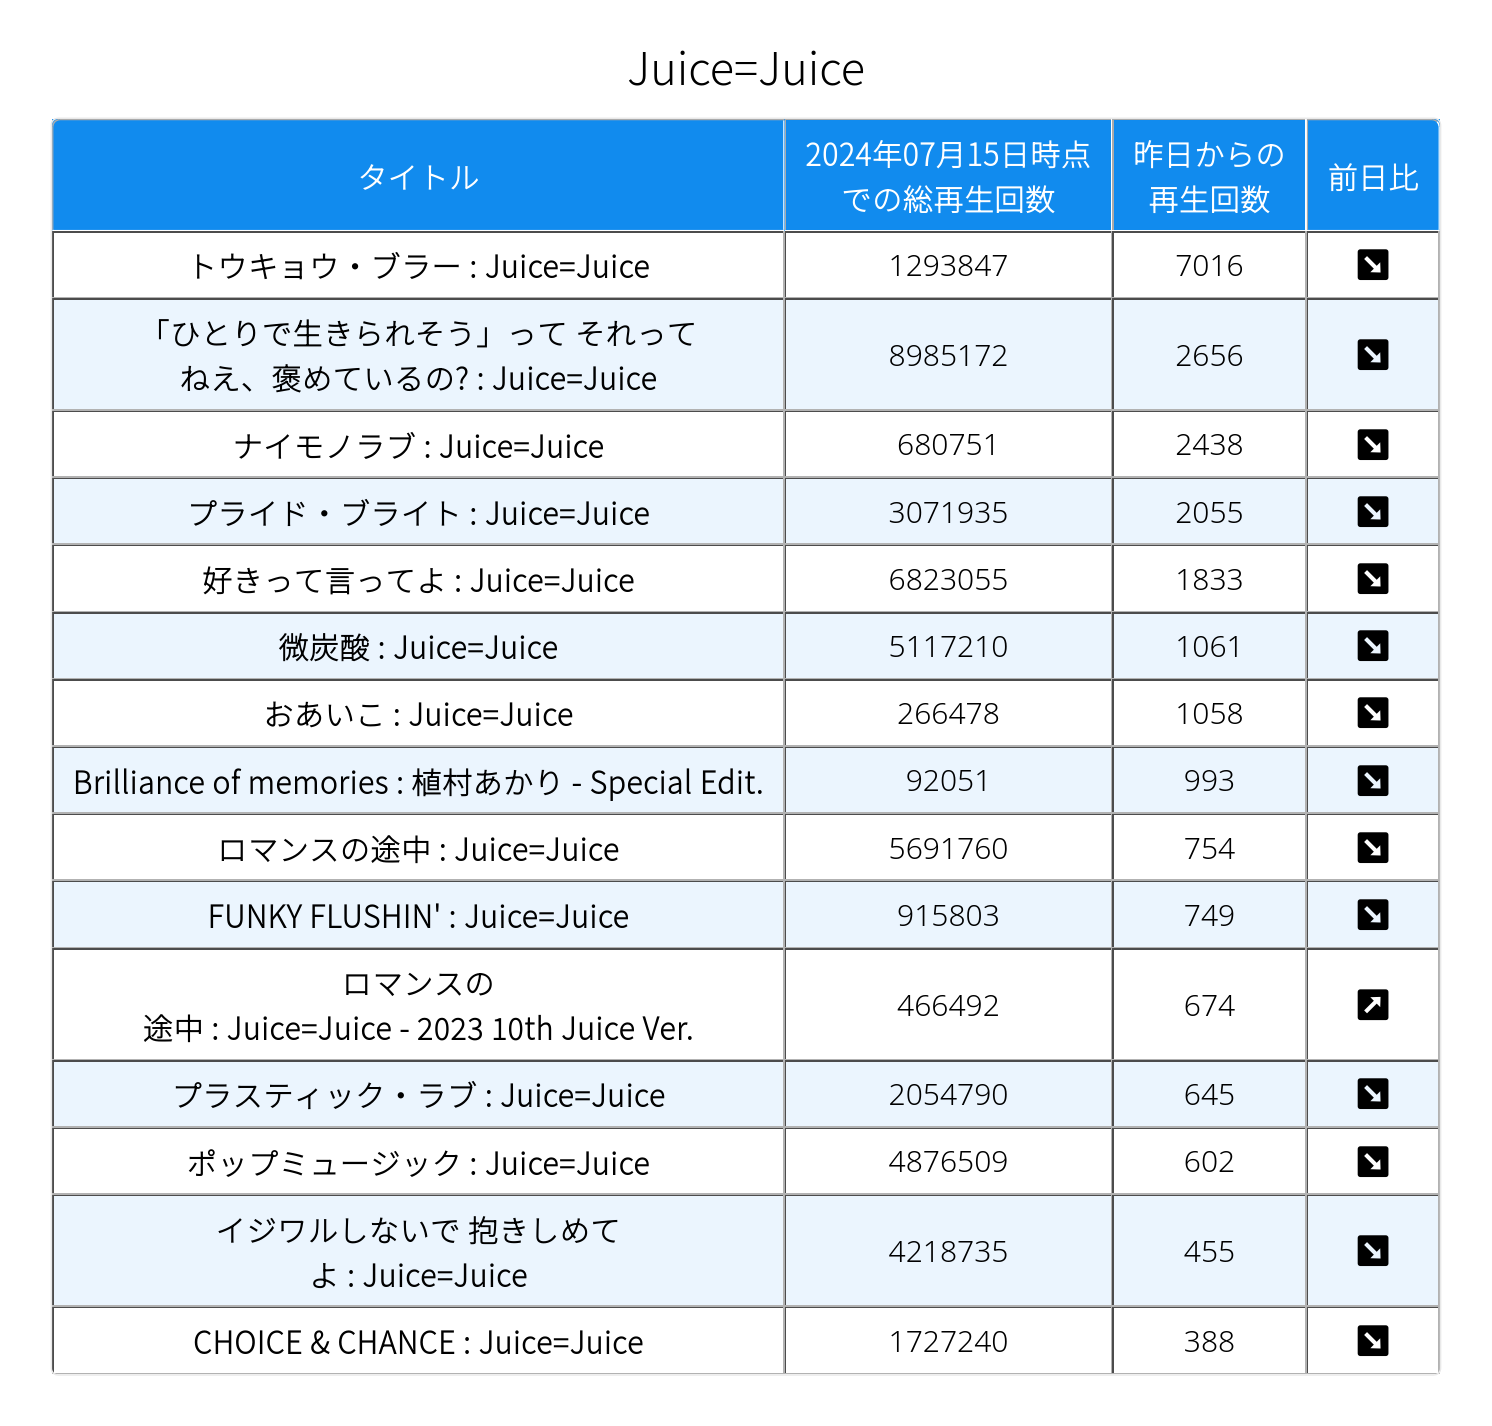 Juice=Juice
タイトル
2024年07月15日時点
での総再生回数
昨日からの
再生回数
前日比
トウキョウ・ブラー : Juice=Juice 1293847 7016
「ひとりで生きられそう」って それって
ねえ、褒めているの? : Juice=Juice 8985172 2656
ナイモノラブ : Juice=Juice 680751 2438
プライド・ブライト : Juice=Juice 3071935 2055
好きって言ってよ : Juice=Juice 6823055 1833
微炭酸 : Juice=Juice 5117210 1061
おあいこ : Juice=Juice 266478 1058
Brilliance of memories : 植村あかり - Special Edit. 92051 993
ロマンスの途中 : Juice=Juice 5691760 754
FUNKY FLUSHIN' : Juice=Juice 915803 749
ロマンスの
途中 : Juice=Juice - 2023 10th Juice Ver. 466492 674
プラスティック・ラブ : Juice=Juice 2054790 645
ポップミュージック : Juice=Juice 4876509 602
イジワルしないで 抱きしめて
よ : Juice=Juice 4218735 455
CHOICE & CHANCE : Juice=Juice 1727240 388